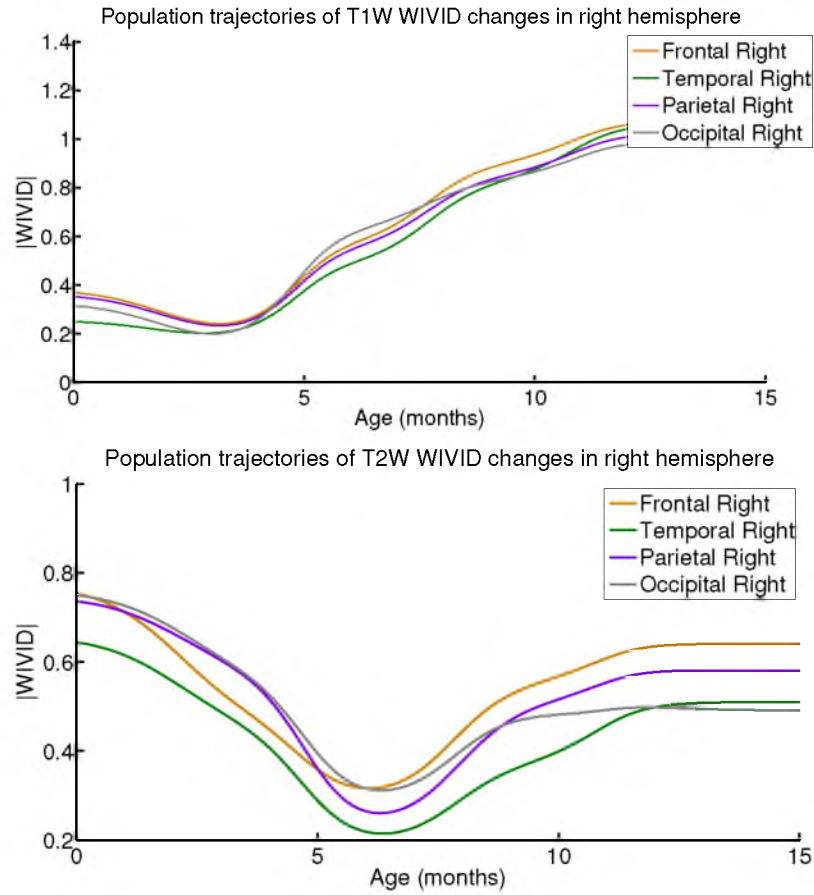 Population trajectories of T1W WIVID changes in right hemisphere
1.4
1.2
1
0.8
0.6
0.4
0.2
0
|WIVID|
Frontal Right
Temporal Right
Parietal Right
Occipital Right
0 5 10 15
Age (months)
Population trajectories of T2W WIVID changes in right hemisphere
1
0.8
0.6
0.4
0.2
|WIVID|
Frontal Right
Temporal Right
Parietal Right
Occipital Right
0 5 10 15
Age (months)